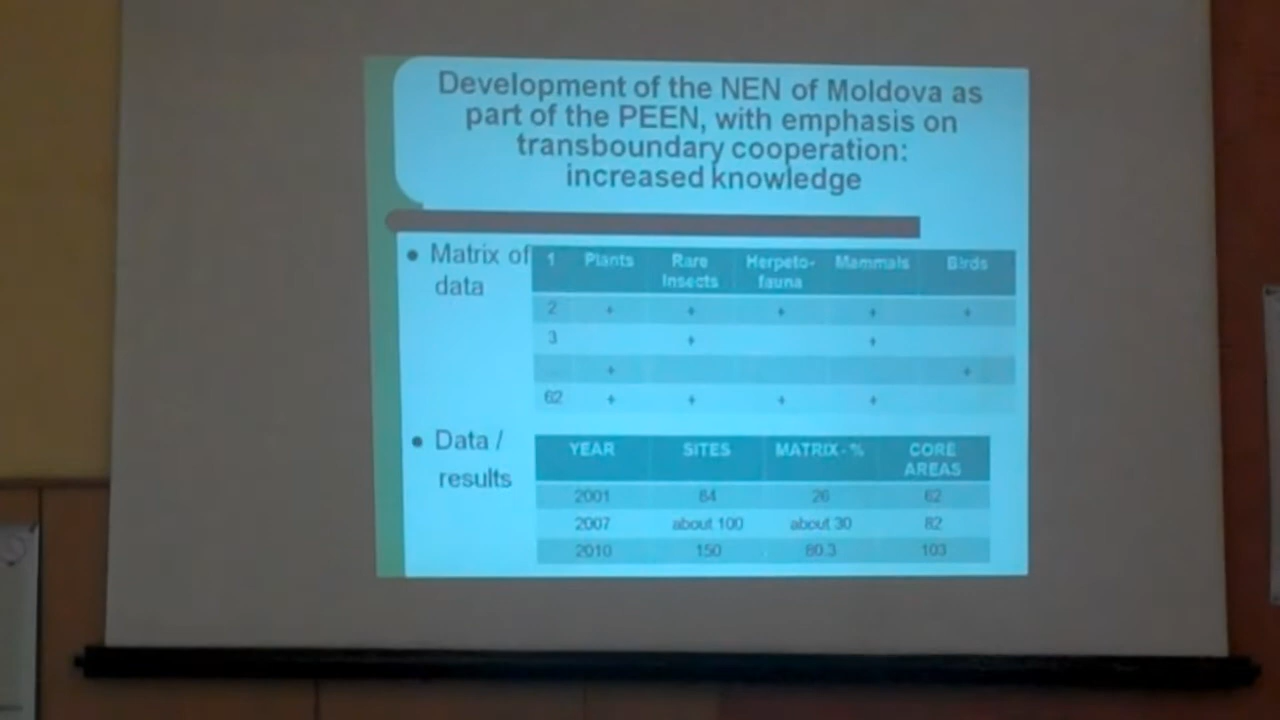 Development of the NEN of Moldova as
part of the PEEN, with emphasis on
transboundary cooperation:
increased knowledge
• Matrix of
data
1 Plants Rare Insects Herpeto-fauna Mammals Birds
2 + + + + +
3 + +
+ +
62 + + + +
• Data /
results
YEAR SITES MATRIX - % CORE AREAS
2001 84 26 62
2007 about 100 about 30 82
2010 150 80.3 103